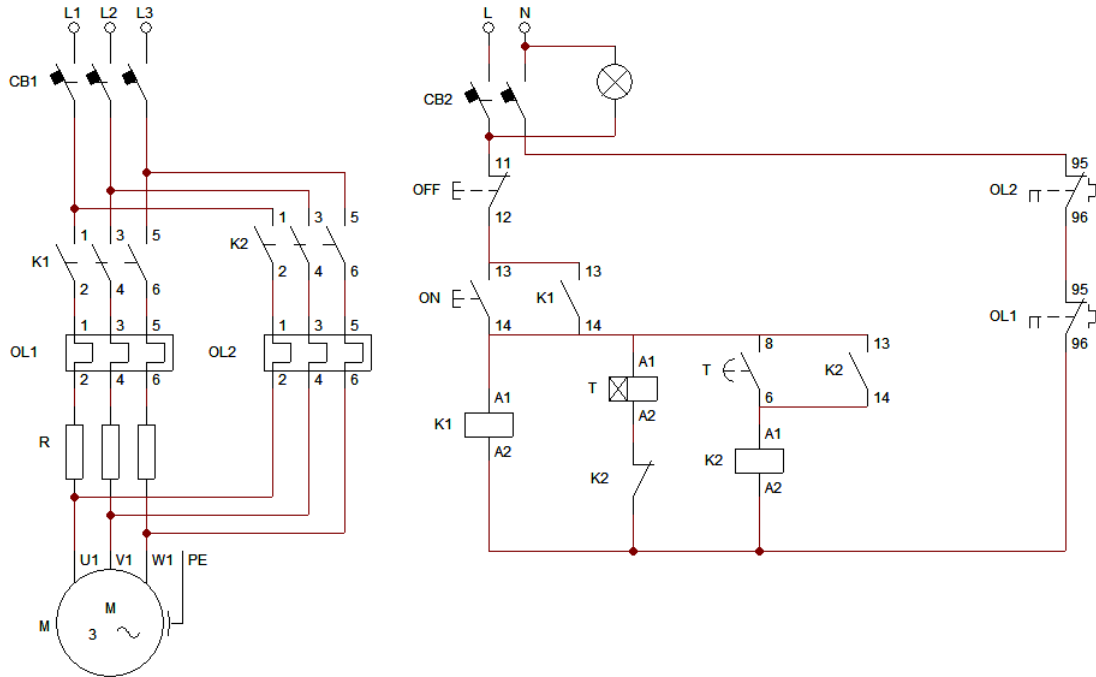 L1 L2 L3
L N
CB1
CB2
11
95
OFF
OL2
12
96
1 3 5
1 3 5
K2
K1
2 4 6
2 4 6
13 13
95
ON
K1
OL1
14 14
96
1 3 5
1 3 5
OL1
OL2
2 4 6
2 4 6
A1
8
13
T
T
K2
A2
6
14
A1
K1
A2
R
A1
K2
K2
A2
U1 V1 W1 PE
M
M
3